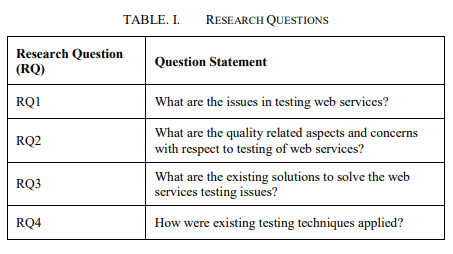 TABLE. I. RESEARCH QUESTIONS
Research Question
(RQ)
Question Statement
RQ1
What are the issues in testing web services?
RQ2
What are the quality related aspects and concerns
with respect to testing of web services?
RQ3
What are the existing solutions to solve the web
services testing issues?
RQ4
How were existing testing techniques applied?